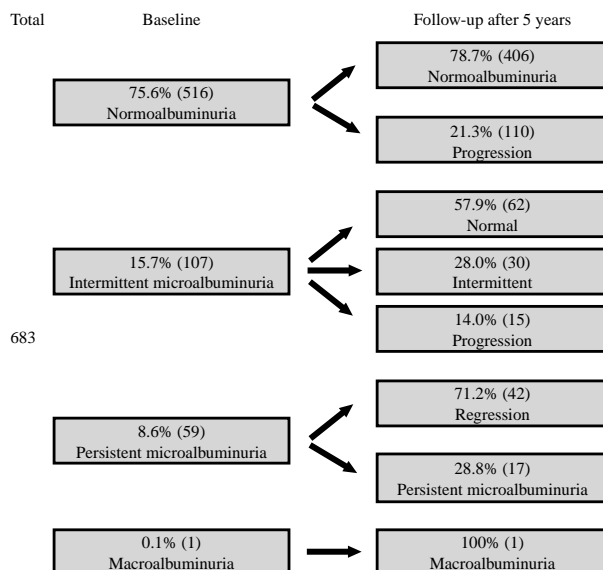 Total Baseline Follow-up after 5 years
75.6% (516)
Normoalbuminuria
78.7% (406)
Normoalbuminuria
21.3% (110)
Progression
15.7% (107)
Intermittent microalbuminuria
57.9% (62)
Normal
28.0% (30)
Intermittent
14.0% (15)
Progression
683
8.6% (59)
Persistent microalbuminuria
71.2% (42)
Regression
28.8% (17)
Persistent microalbuminuria
0.1% (1)
Macroalbuminuria
100% (1)
Macroalbuminuria